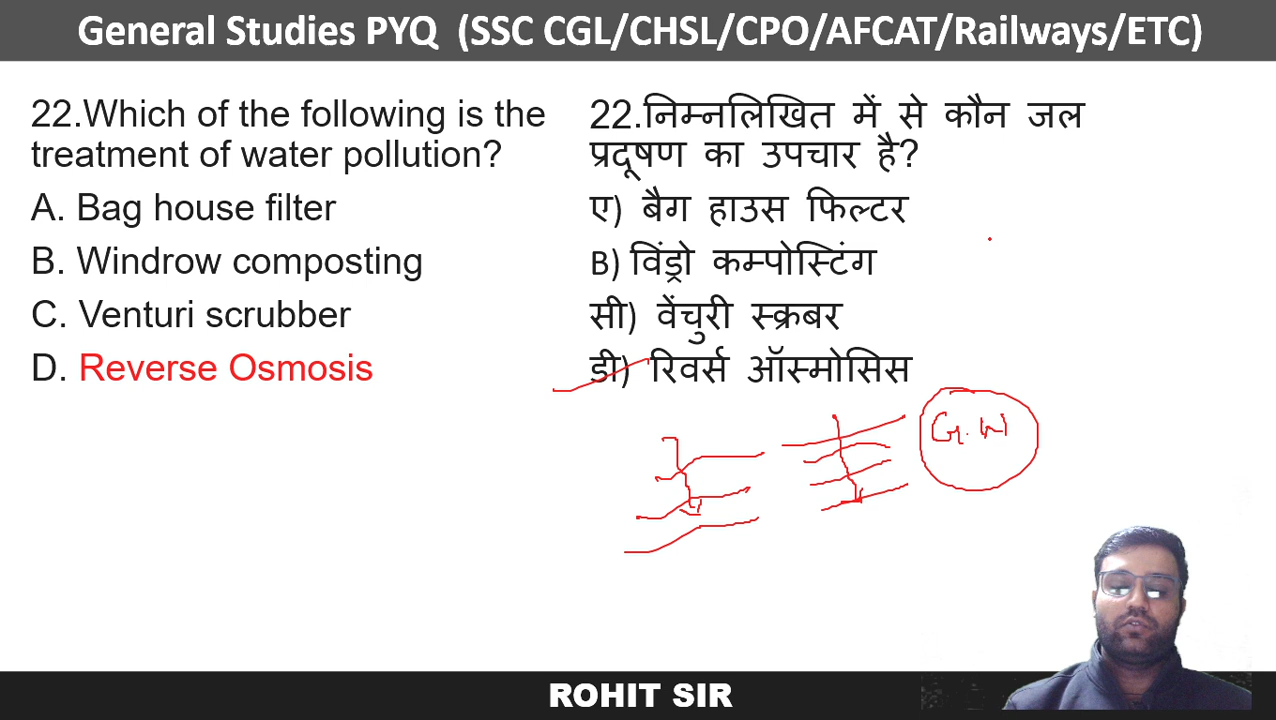 General Studies PYQ (SSC CGL/CHSL/CPO/AFCAT/Railways/ETC)
22.Which of the following is the
treatment of water pollution?
A. Bag house filter
B. Windrow composting
C. Venturi scrubber
D. Reverse Osmosis
22.निम्नलिखित में से कौन जल
प्रदूषण का उपचार है?
ए) बैग हाउस फिल्टर
B) विंड्रो कम्पोस्टिंग
सी) वेंचुरी स्क्रबर
डी) रिवर्स ऑस्मोसिस
G.W
ROHIT SIR